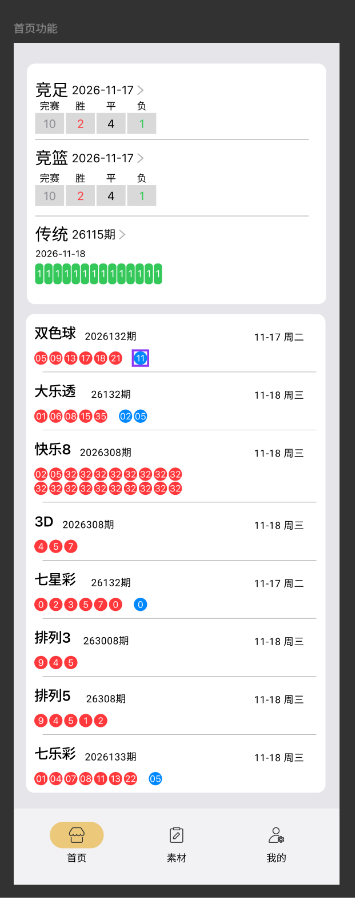 首页功能
竞足 2026-11-17
完赛 胜 平 负
10 2 4 1
竞篮 2026-11-17
完赛 胜 平 负
10 2 4 1
传统 26115期
2026-11-18
1 1 1 1 1 1 1 1 1 1 1 1 1 1
双色球 2026132期 11-17 周二
05 09 13 17 18 21 11
大乐透 26132期 11-18 周三
01 06 08 15 35 02 05
快乐8 2026308期 11-18 周三
02 05 32 32 32 32 32 32 32 32
32 32 32 32 32 32 32 32 32 32
3D 2026308期 11-18 周三
4 5 7
七星彩 26132期 11-17 周二
0 2 3 5 7 0 0
排列3 263008期 11-18 周三
9 4 5
排列5 26308期 11-18 周三
9 4 5 1 2
七乐彩 2026133期 11-18 周三
01 04 07 08 11 13 22 05
首页 素材 我的